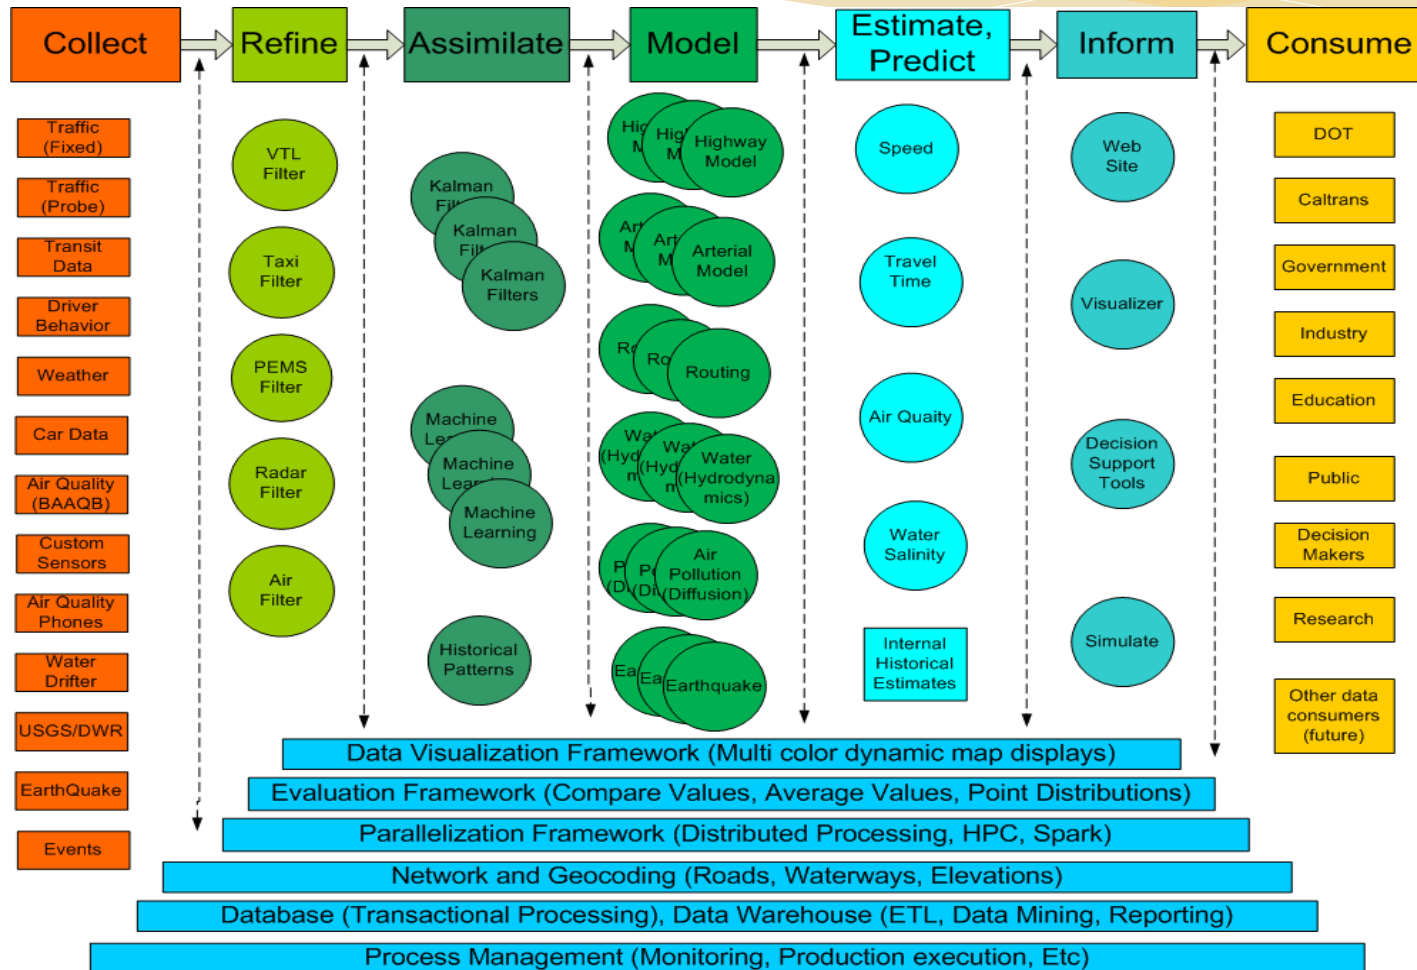 Collect
Refine
Assimilate
Model
Estimate,
Predict
Inform
Consume
Traffic
(Fixed)
Traffic
(Probe)
Transit
Data
Driver
Behavior
Weather
Car Data
Air Quality
(BAAQB)
Custom
Sensors
Air Quality
Phones
Water
Drifter
USGS/DWR
EarthQuake
Events
VTL
Filter
Taxi
Filter
PEMS
Filter
Radar
Filter
Air
Filter
Kalman
Kalman
Kalman
Filters
Machine
Machine
Machine
Learning
Historical
Patterns
Highway
Model
Arterial
Model
Routing
Water
(Hydrodyna
mics)
Air
Pollution
(Diffusion)
Earthquake
Speed
Travel
Time
Air Quaity
Water
Salinity
Internal
Historical
Estimates
Web
Site
Visualizer
Decision
Support
Tools
Simulate
DOT
Caltrans
Government
Industry
Education
Public
Decision
Makers
Research
Other data
consumers
(future)
Data Visualization Framework (Multi color dynamic map displays)
Evaluation Framework (Compare Values, Average Values, Point Distributions)
Parallelization Framework (Distributed Processing, HPC, Spark)
Network and Geocoding (Roads, Waterways, Elevations)
Database (Transactional Processing), Data Warehouse (ETL, Data Mining, Reporting)
Process Management (Monitoring, Production execution, Etc)